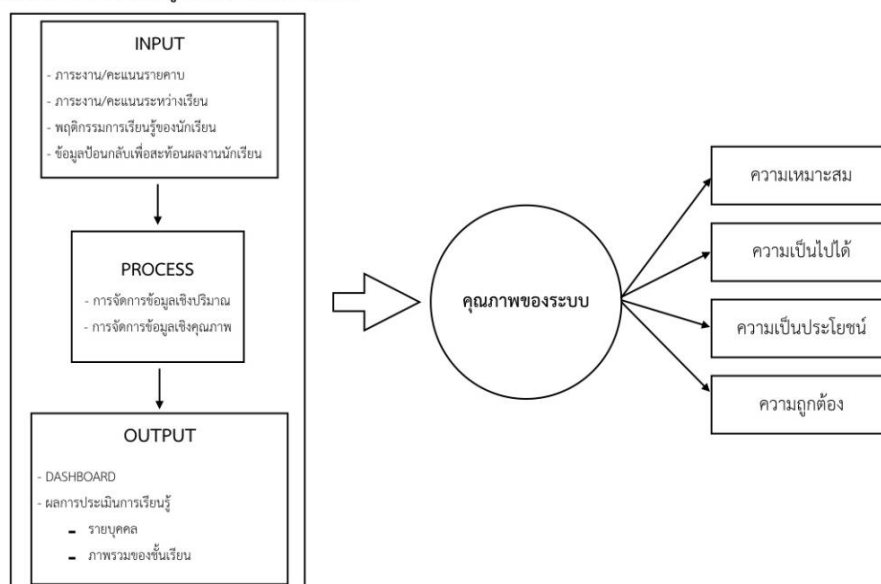 INPUT
- ภาระงาน/คะแนนรายคาบ
- ภาระงาน/คะแนนระหว่างเรียน
- พฤติกรรมการเรียนรู้ของนักเรียน
- ข้อมูลป้อนกลับเพื่อสะท้อนผลงานนักเรียน
PROCESS
- การจัดการข้อมูลเชิงปริมาณ
- การจัดการข้อมูลเชิงคุณภาพ
OUTPUT
- DASHBOARD
- ผลการประเมินการเรียนรู้
- รายบุคคล
- ภาพรวมของชั้นเรียน
คุณภาพของระบบ
ความเหมาะสม
ความเป็นไปได้
ความเป็นประโยชน์
ความถูกต้อง